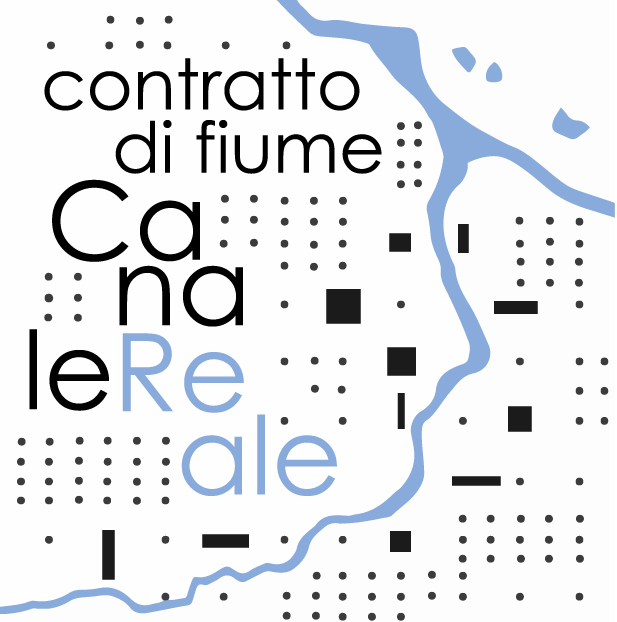 contratto
di fiume
Ca
na
leRe
ale